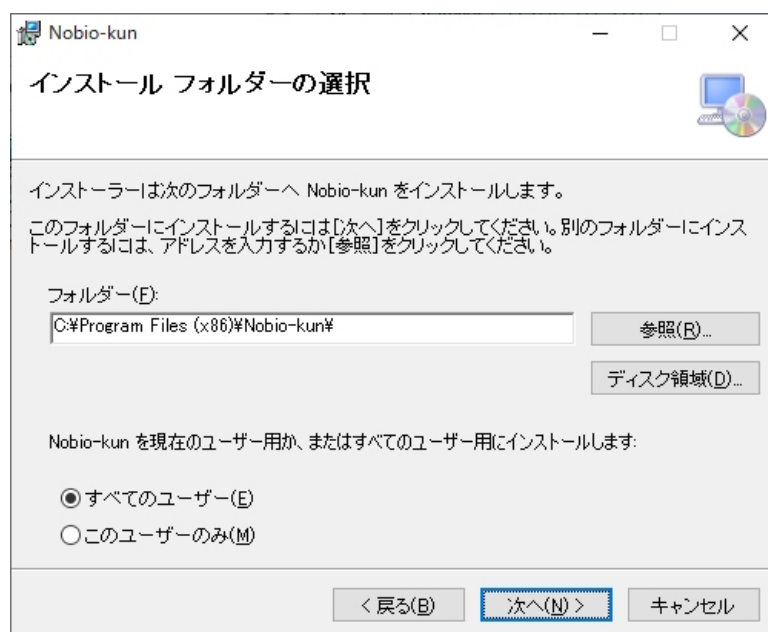 Nobio-kun
インストール フォルダーの選択
インストーラーは次のフォルダーへ Nobio-kun をインストールします。
このフォルダーにインストールするには[次へ]をクリックしてください。別のフォルダーにインス
トールするには、アドレスを入力するか[参照]をクリックしてください。
フォルダー(F):
C:¥Program Files (x86)¥Nobio-kun¥
参照(R)...
ディスク領域(D)...
Nobio-kun を現在のユーザー用か、またはすべてのユーザー用にインストールします:
すべてのユーザー(E)
このユーザーのみ(M)
< 戻る(B)
次へ(N) >
キャンセル